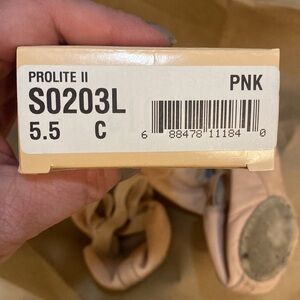 PROLITE II
PNK
S0203L
5.5 C
6 88478 11184 0